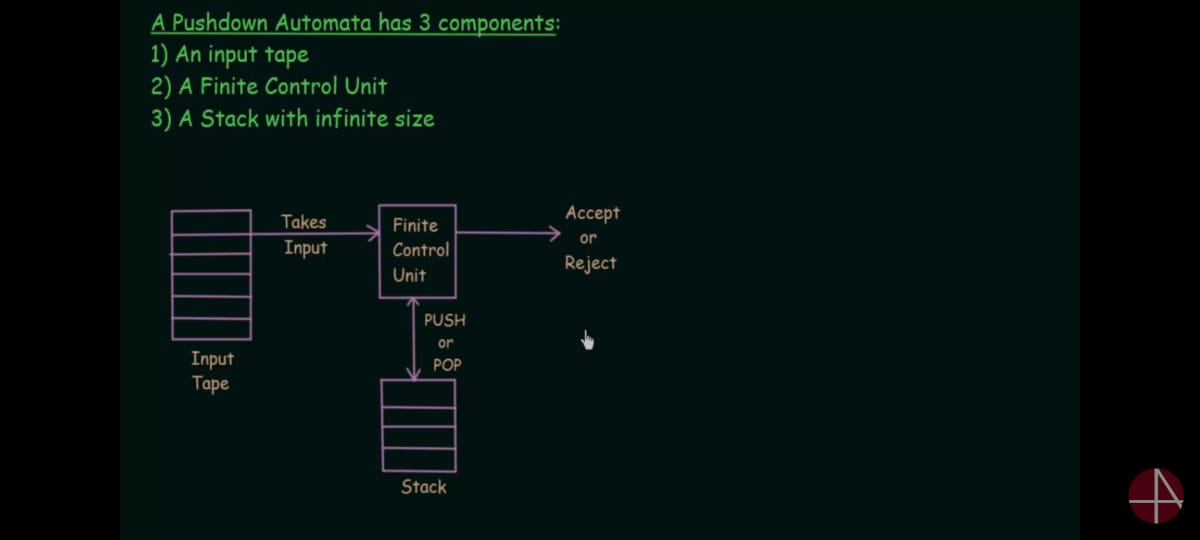 A Pushdown Automata has 3 components:
1) An input tape
2) A Finite Control Unit
3) A Stack with infinite size
Takes
Input
Finite
Control
Unit
Accept
or
Reject
PUSH
or
POP
Input
Tape
Stack